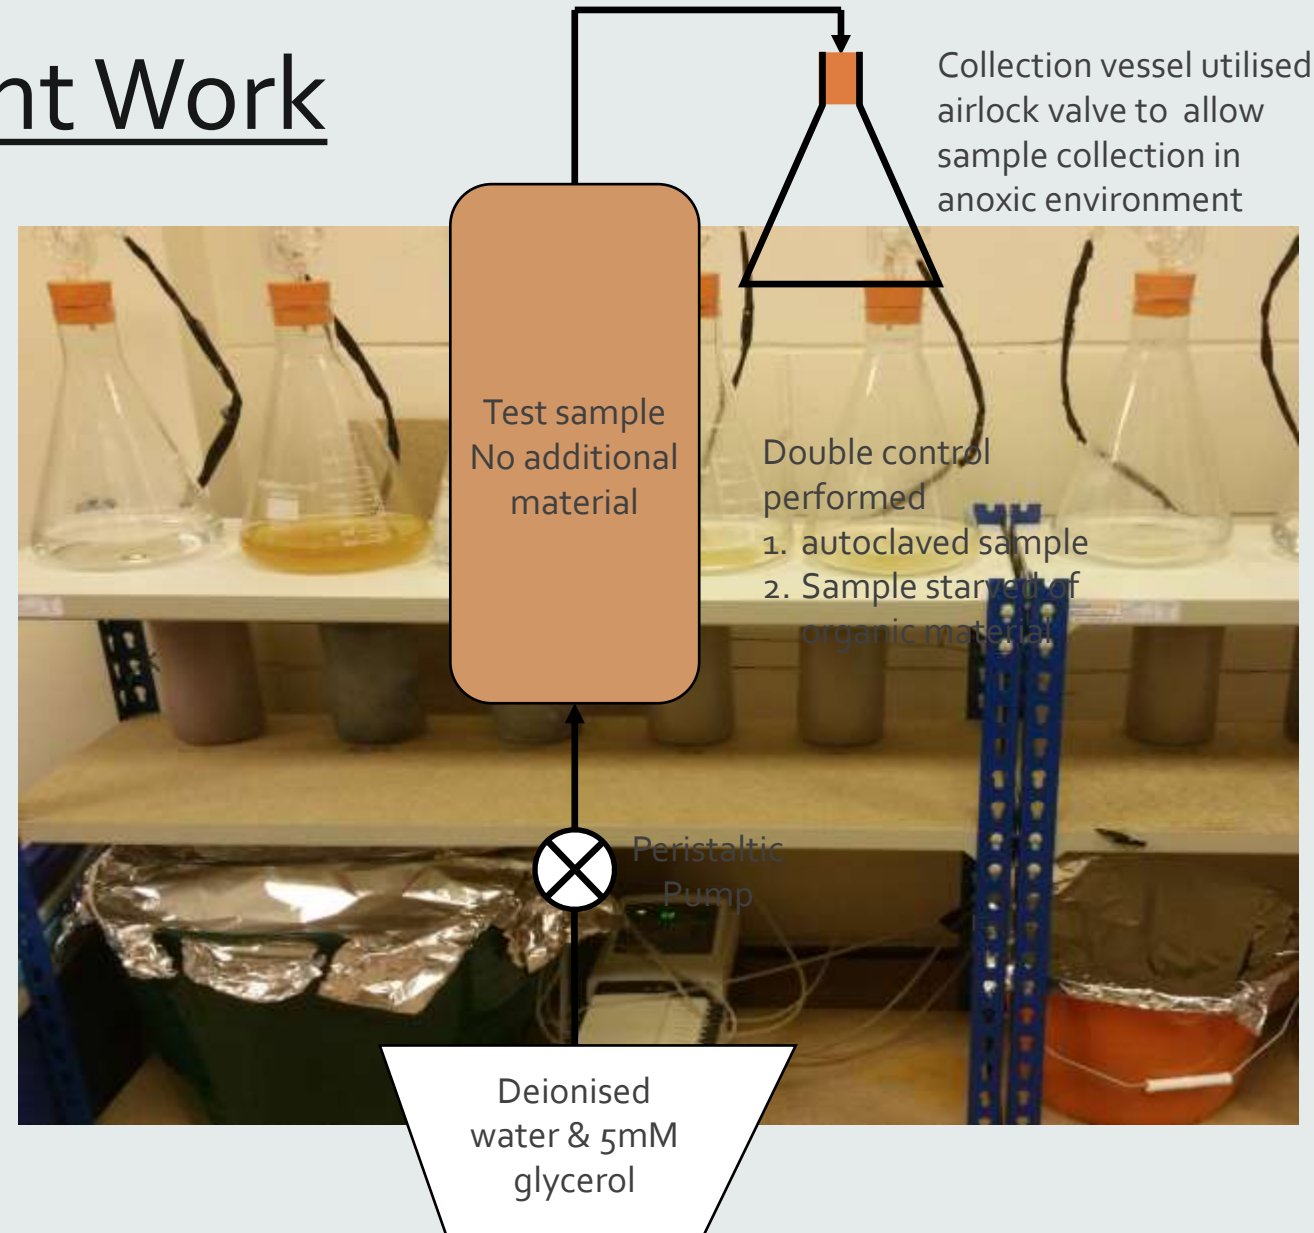 nt Work
Collection vessel utilised
airlock valve to allow
sample collection in
anoxic environment
Test sample
No additional
material
Double control
performed
1. autoclaved sample
2. Sample starved of
organic material
Peristaltic
Pump
Deionised
water & 5mM
glycerol